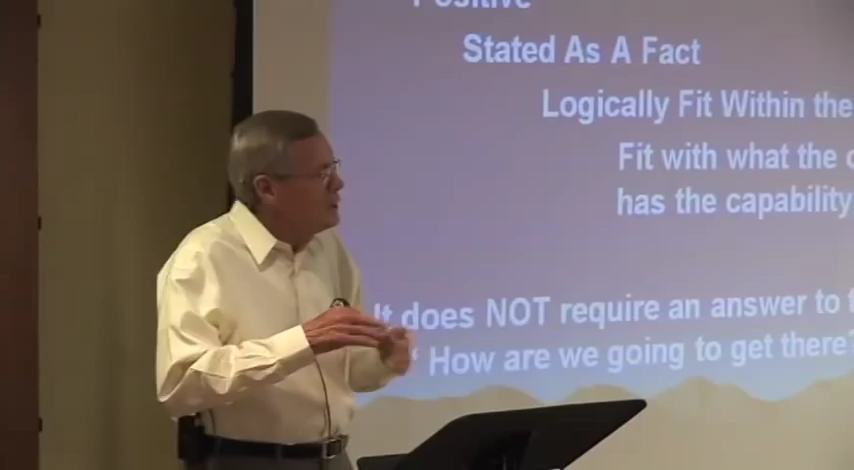 Positive
Stated As A Fact
Logically Fit Within the
Fit with what the
has the capability
It does NOT require an answer to
" How are we going to get there?